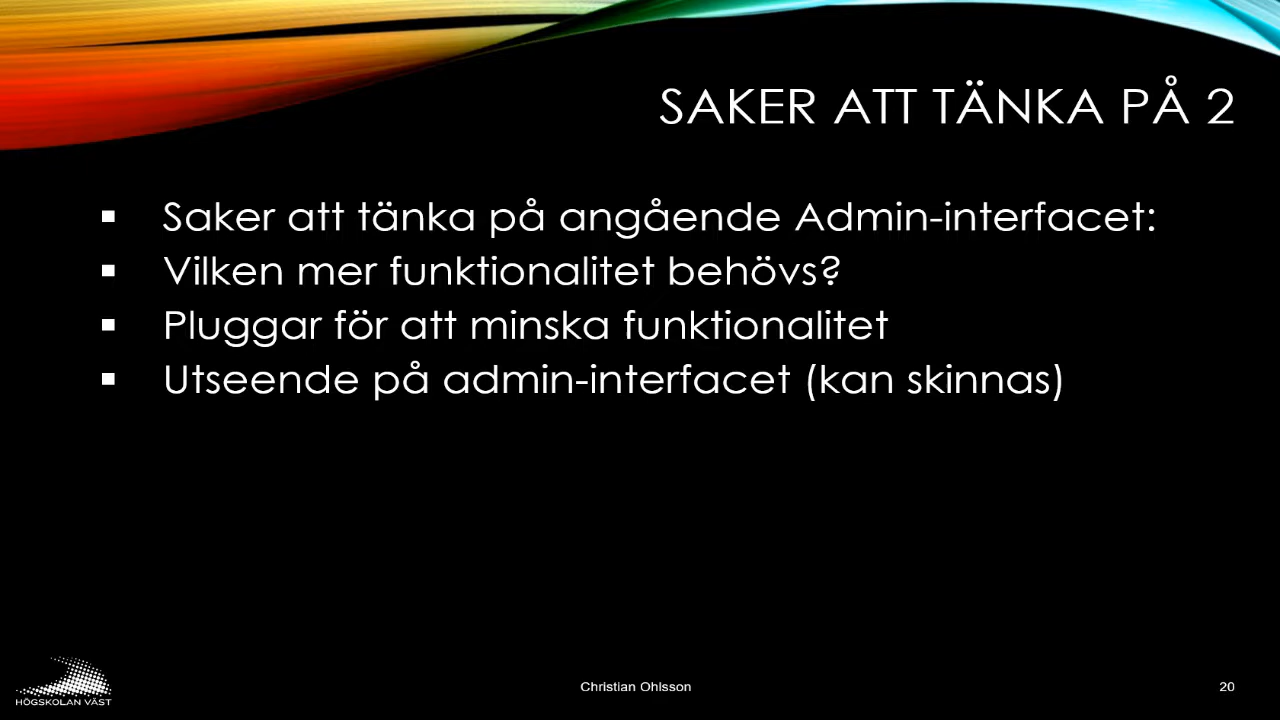 SAKER ATT TÄNKA PÅ 2
▪ Saker att tänka på angående Admin-interfacet:
▪ Vilken mer funktionalitet behövs?
▪ Pluggar för att minska funktionalitet
▪ Utseende på admin-interfacet (kan skinnas)
HÖGSKOLAN VÄST
Christian Ohlsson
20